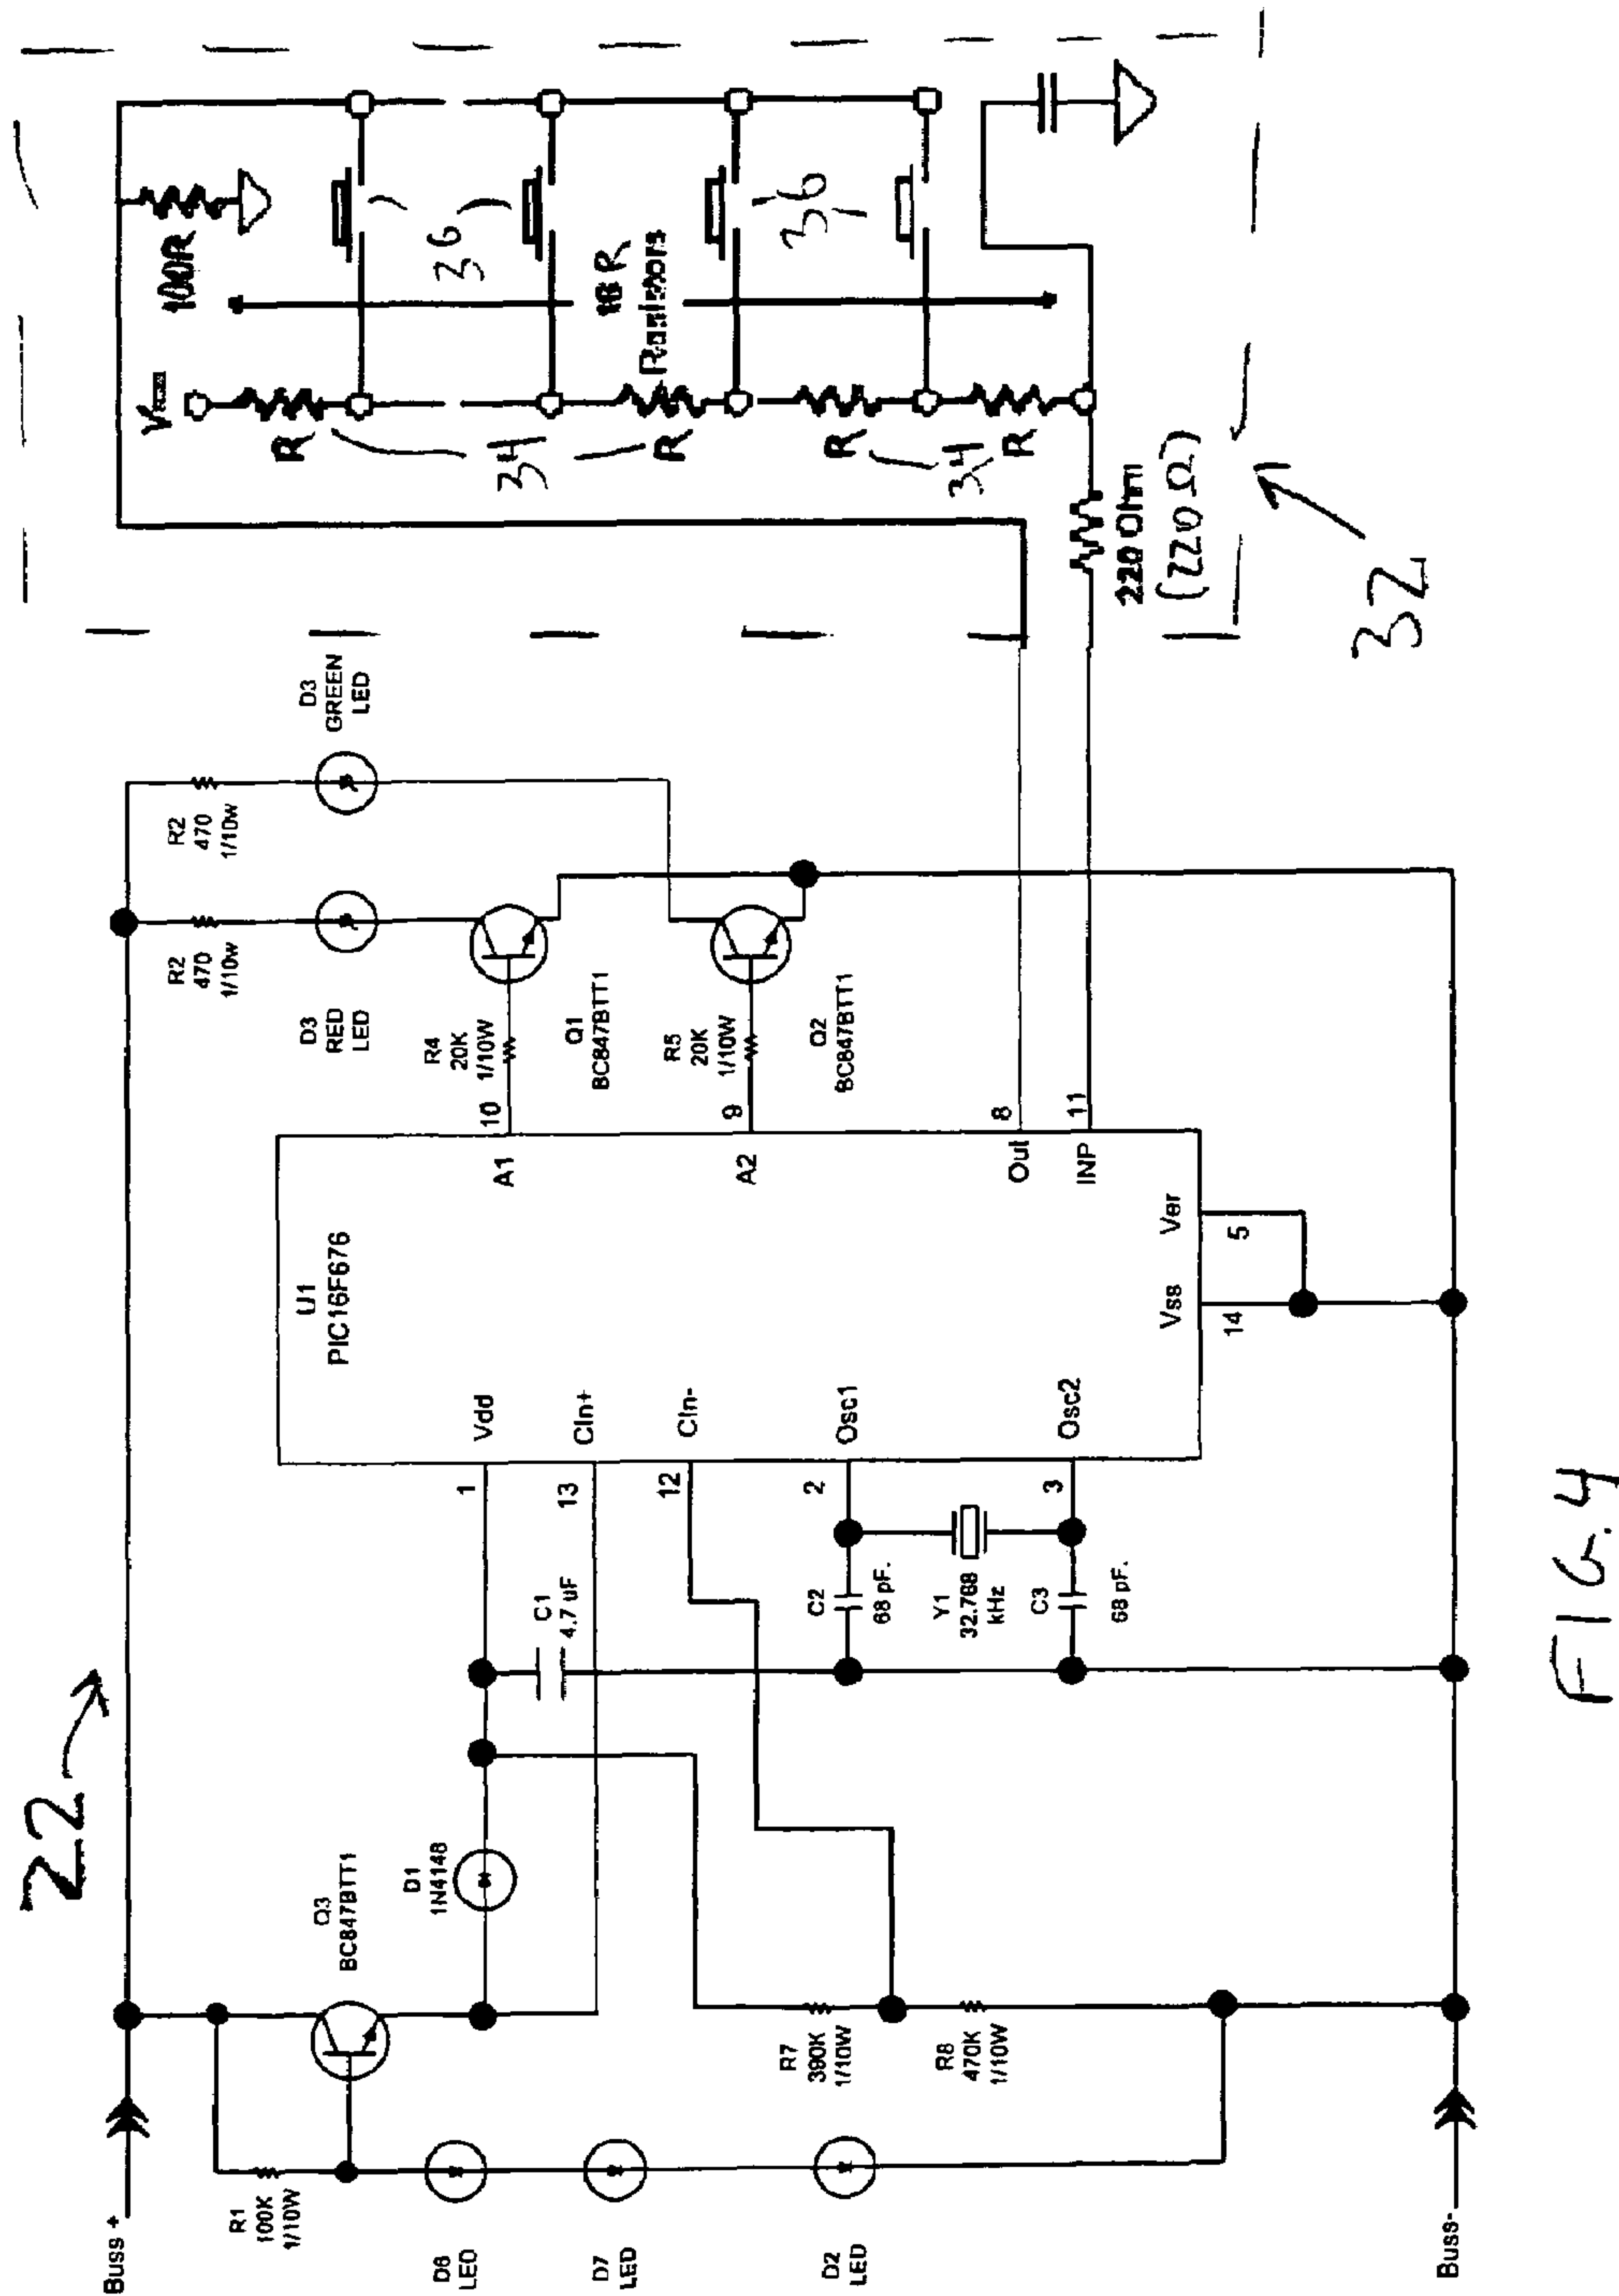 22
Buss +
R1
100K
1/10W
D6
LED
D7
LED
D2
LED
Buss-
Q3
BC847BTT1
D1
1N4148
R7
390K
1/10W
R8
470K
1/10W
C1
4.7 uF
C2
68 pF.
Y1
32.768
kHz
C3
68 pF.
1
13
12
2
3
U1
PIC16F676
Vdd
CIn+
CIn-
Osc1
Osc2
Vss
Ver
14
5
A1
A2
Out
INP
10
9
8
11
R4
20K
1/10W
Q1
BC847BTT1
R5
20K
1/10W
Q2
BC847BTT1
R2
470
1/10w
D3
RED
LED
R2
470
1/10w
D3
GREEN
LED
100R
R
R
R
R
34
34
36
36
18 R
Resistors
220 Ohm
(220 Ω)
32
FIG. 4